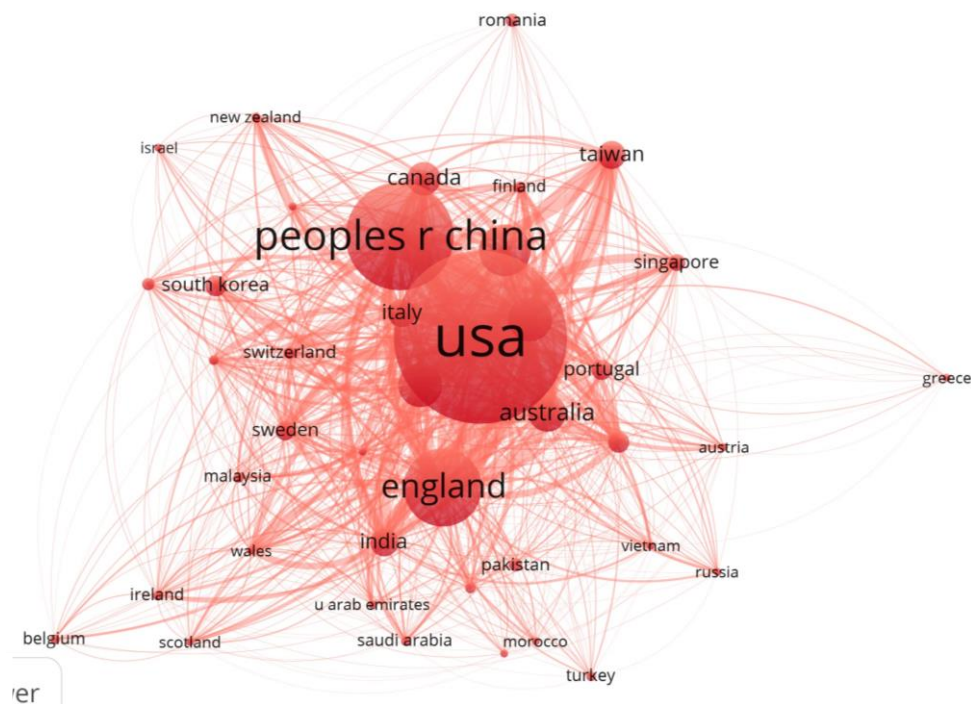 romania
new zealand
israel
taiwan
canada
finland
peoples r china
singapore
south korea
italy
usa
switzerland
portugal
greece
australia
sweden
austria
malaysia
england
india
wales
vietnam
pakistan
russia
ireland
u arab emirates
belgium
scotland
saudi arabia
morocco
turkey